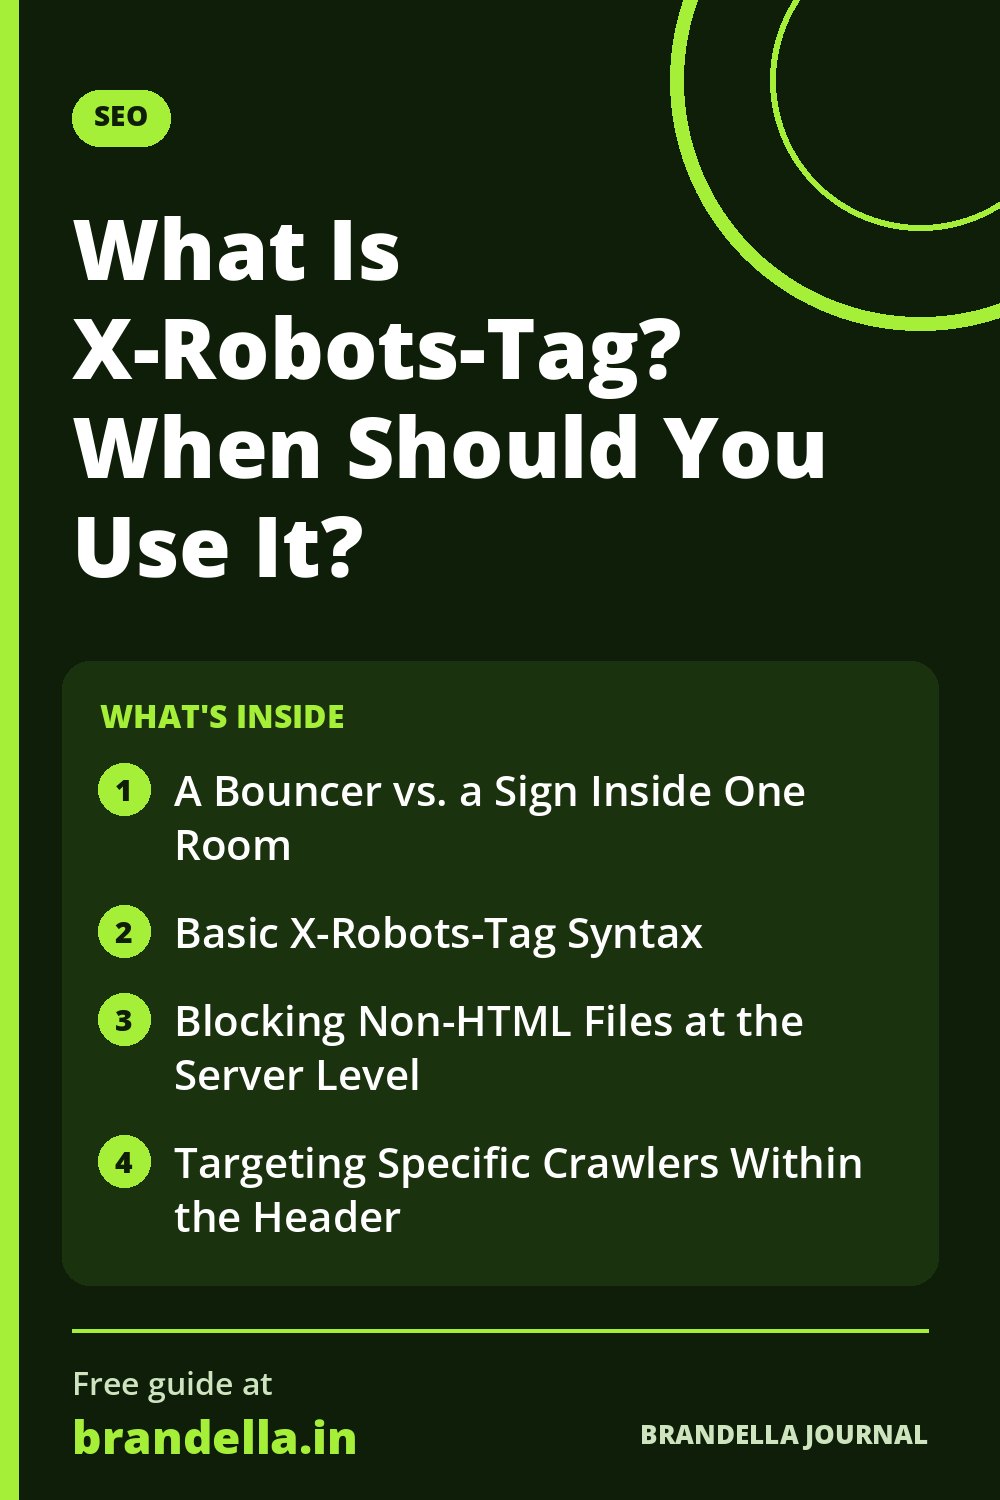 SEO
What Is
X-Robots-Tag?
When Should You
Use It?
WHAT'S INSIDE
1 A Bouncer vs. a Sign Inside One
Room
2 Basic X-Robots-Tag Syntax
3 Blocking Non-HTML Files at the
Server Level
4 Targeting Specific Crawlers Within
the Header
Free guide at
brandella.in
BRANDELLA JOURNAL